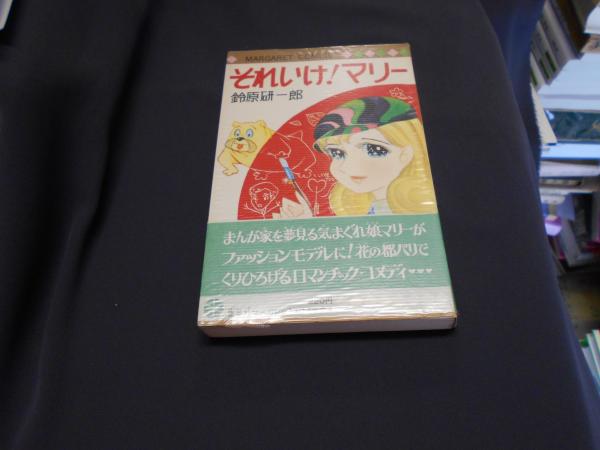 MARGARET COMICS
それいけ!マリー
鈴原研一郎
まんが家を夢見る気まぐれ娘マリーが
ファッションモデルに!花の都パリで
くりひろげるロマンチック・コメディ♥♥♥
220円